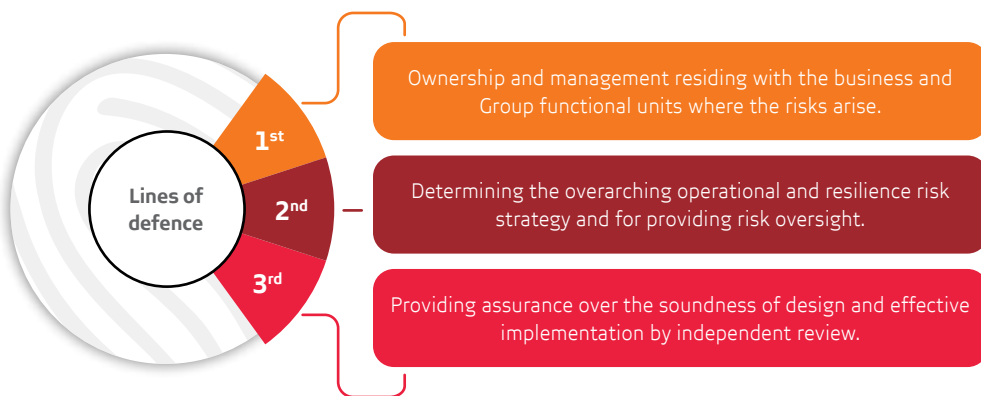 Lines of
defence
1st
Ownership and management residing with the business and
Group functional units where the risks arise.
2nd
Determining the overarching operational and resilience risk
strategy and for providing risk oversight.
3rd
Providing assurance over the soundness of design and effective
implementation by independent review.